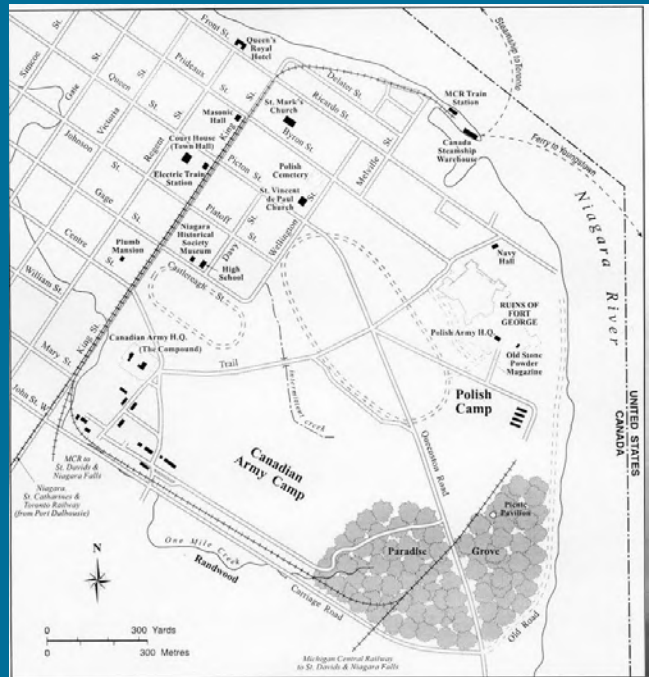 Front St.
Queen's
Royal
Hotel
Steamship to Toronto
Simcoe
St.
Gate
St.
Queen
Victoria
St.
Prideaux
St.
Delater St.
Ricardo St.
MCR Train
Station
Masonic
Hall
King
St. Mark's
Church
Byron St.
Canada
Steamship
Warehouse
Ferry to Youngstown
Johnson
St.
Regent
St.
Court House
(Town Hall)
Electric Train
Station
Picton St.
Polish
Cemetery
Melville St.
St. Vincent
de Paul
Church
St.
Gage
St.
Platoff
St.
Davy
St.
Wellington
Niagara River
Centre
St.
Plumb
Mansion
Niagara
Historical
Society
Museum
High
School
Castlereagh St.
Navy
Hall
William St.
RUINS OF
FORT
GEORGE
King St.
Canadian Army H.Q.
(The Compound)
Polish Army H.Q.
Old Stone
Powder
Magazine
Mary St.
Trail
Intermittent creek
Polish
Camp
UNITED STATES
CANADA
John St. W
Canadian
Army Camp
Queenston Road
MCR to
St. Davids &
Niagara Falls
Niagara,
St. Catharines &
Toronto Railway
(from Port Dalhousie)
Picnic
Pavilion
One Mile Creek
Paradise
Grove
N
Randwood
Carriage Road
Old Road
0 300 Yards
0 300 Metres
Michigan Central Railway
to St. Davids & Niagara Falls